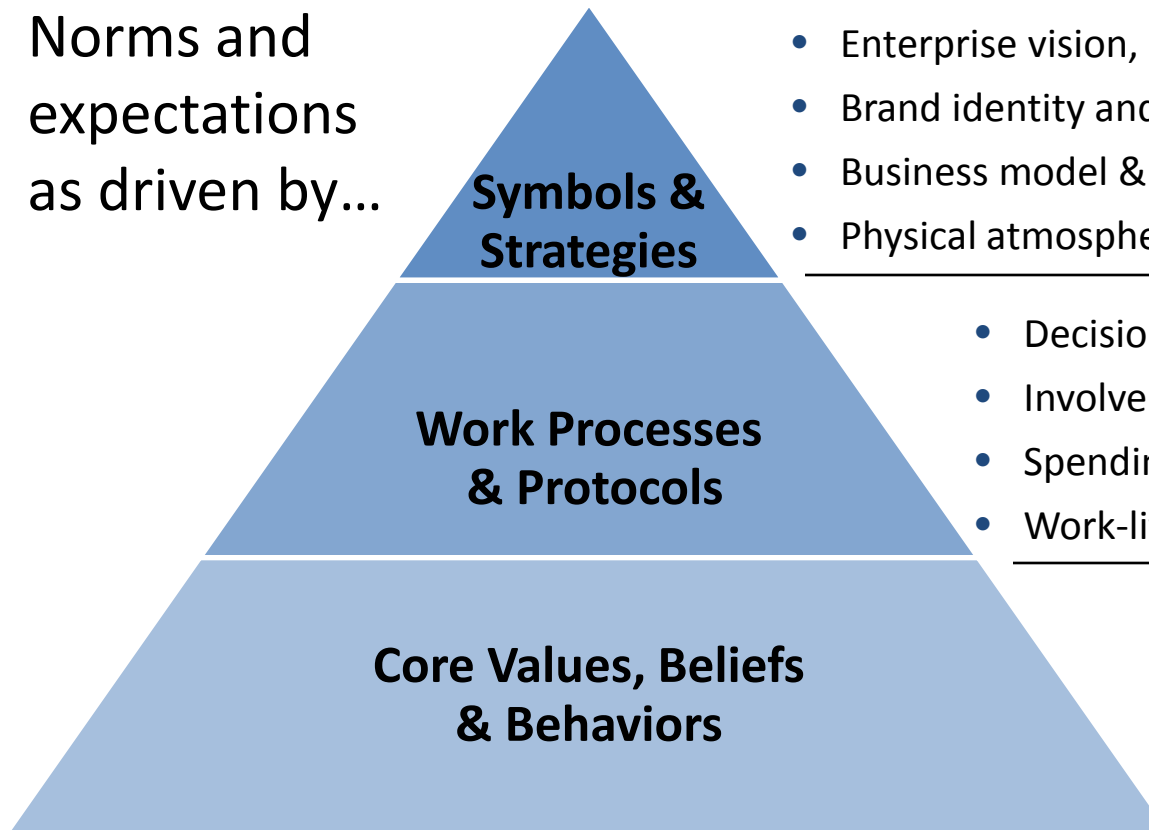 Norms and
expectations
as driven by...
Symbols &
Strategies
• Enterprise vision,
• Brand identity and
• Business model &
• Physical
Work Processes
& Protocols
Core Values, Beliefs
& Behaviors